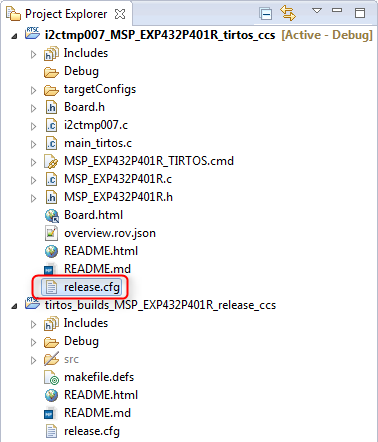 Project Explorer
i2ctmp007_MSP_EXP432P401R_tirtos_ccs [Active - Debug]
Includes
Debug
targetConfigs
Board.h
i2ctmp007.c
main_tirtos.c
MSP_EXP432P401R_TIRTOS.cmd
MSP_EXP432P401R.c
MSP_EXP432P401R.h
Board.html
overview.rov.json
README.html
README.md
release.cfg
tirtos_builds_MSP_EXP432P401R_release_ccs
Includes
Debug
src
makefile.defs
README.html
README.md
release.cfg